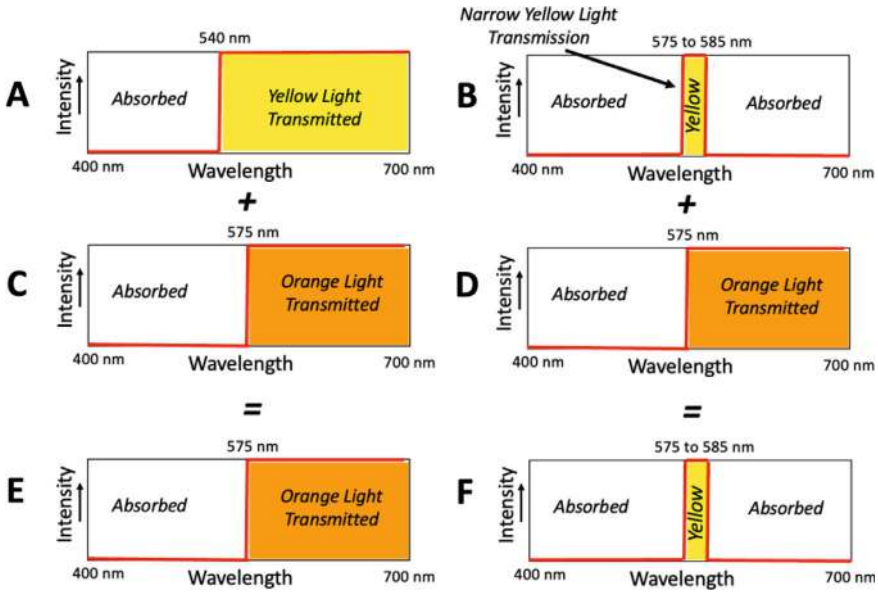 540 nm
A
Intensity
Absorbed
Yellow Light
Transmitted
400 nm
Wavelength
700 nm
+
575 nm
C
Intensity
Absorbed
Orange Light
Transmitted
400 nm
Wavelength
700 nm
=
575 nm
E
Intensity
Absorbed
Orange Light
Transmitted
400 nm
Wavelength
700 nm
Narrow Yellow Light
Transmission
575 to 585 nm
B
Intensity
Absorbed
Yellow
Absorbed
400 nm
Wavelength
700 nm
+
575 nm
D
Intensity
Absorbed
Orange Light
Transmitted
400 nm
Wavelength
700 nm
=
575 to 585 nm
F
Intensity
Absorbed
Yellow
Absorbed
400 nm
Wavelength
700 nm